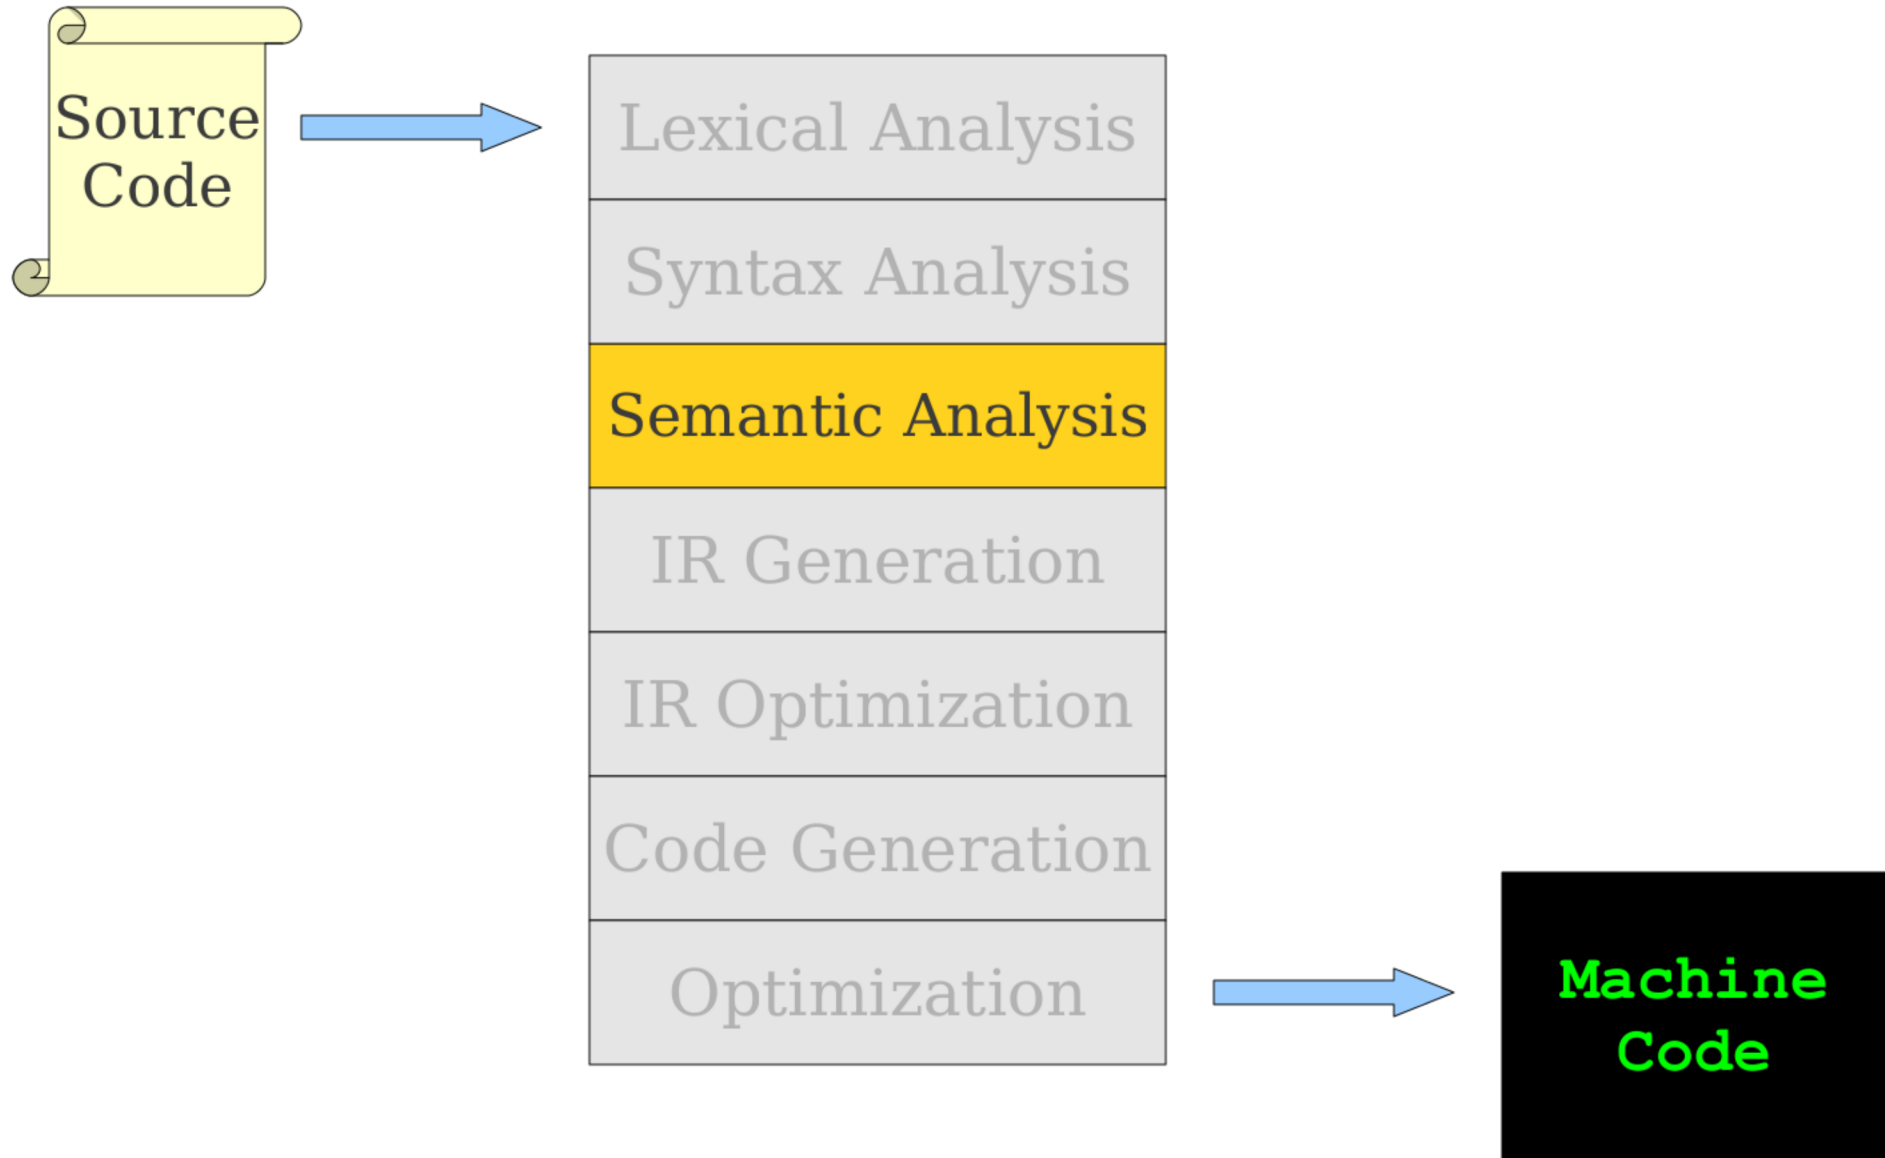 Source
Code
Lexical Analysis
Syntax Analysis
Semantic Analysis
IR Generation
IR Optimization
Code Generation
Optimization
Machine
Code